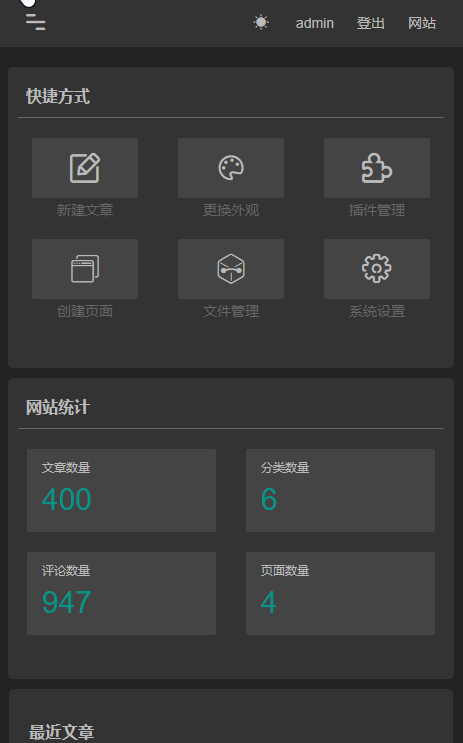 admin 登出 网站
快捷方式
新建文章 更换外观 插件管理
创建页面 文件管理 系统设置
网站统计
文章数量 分类数量
400 6
评论数量 页面数量
947 4
最近文章